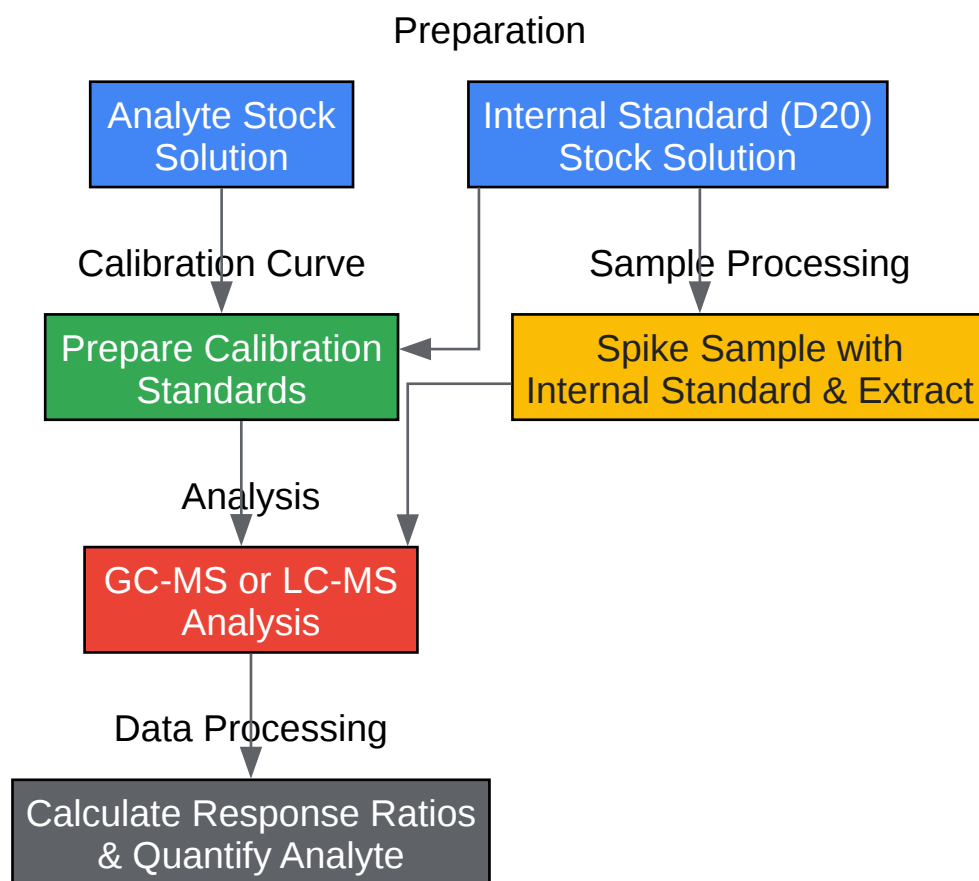 Preparation
Analyte Stock
Solution
Internal Standard (D20)
Stock Solution
Calibration Curve
Sample Processing
Prepare Calibration
Standards
Spike Sample with
Internal Standard & Extract
Analysis
GC-MS or LC-MS
Analysis
Data Processing
Calculate Response Ratios
& Quantify Analyte